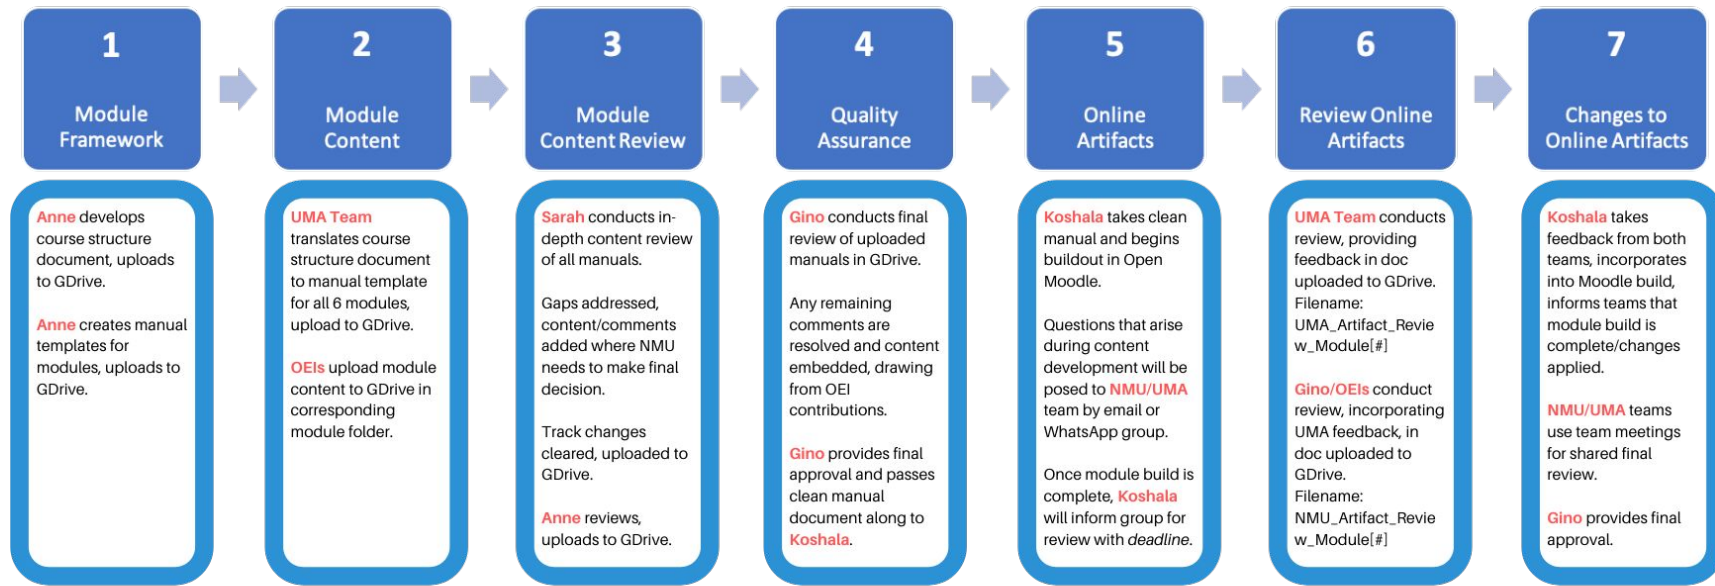 1
Module
Framework
2
Module
Content
3
Module
Content Review
4
Quality
Assurance
5
Online
Artifacts
6
Review Online
Artifacts
7
Changes to
Online Artifacts
Anne develops
course structure
document, uploads
to GDrive.
Anne creates manual
templates for
modules, uploads to
GDrive.
UMA Team
translates course
structure document
to manual template
for all 6 modules,
upload to GDrive.
OEIs upload module
content to GDrive in
corresponding
module folder.
Sarah conducts in-
depth content review
of all manuals.
Gaps addressed,
content/comments
added where NMU
needs to make final
decision.
Track changes
cleared, uploaded to
GDrive.
Anne reviews,
uploads to GDrive.
Gino conducts final
review of uploaded
manuals in GDrive.
Any remaining
comments are
resolved and content
embedded, drawing
from OEI
contributions.
Gino provides final
approval and passes
clean manual
document along to
Koshala.
Koshala takes clean
manual and begins
buildout in Open
Moodle.
Questions that arise
during content
development will be
posed to NMU/UMA
team by email or
WhatsApp group.
Once module build is
complete, Koshala
will inform group for
review with deadline.
UMA Team conducts
review, providing
feedback in doc
uploaded to GDrive.
Filename:
UMA_Artifact_Revie
w_Module[#]
Gino/OEIs conduct
review, incorporating
UMA feedback, in
doc uploaded to
GDrive.
Filename:
NMU_Artifact_Revie
w_Module[#]
Koshala takes
feedback from both
teams, incorporates
into Moodle build,
informs teams that
module build is
complete/changes
applied.
NMU/UMA teams
use team meetings
for shared final
review.
Gino provides final
approval.